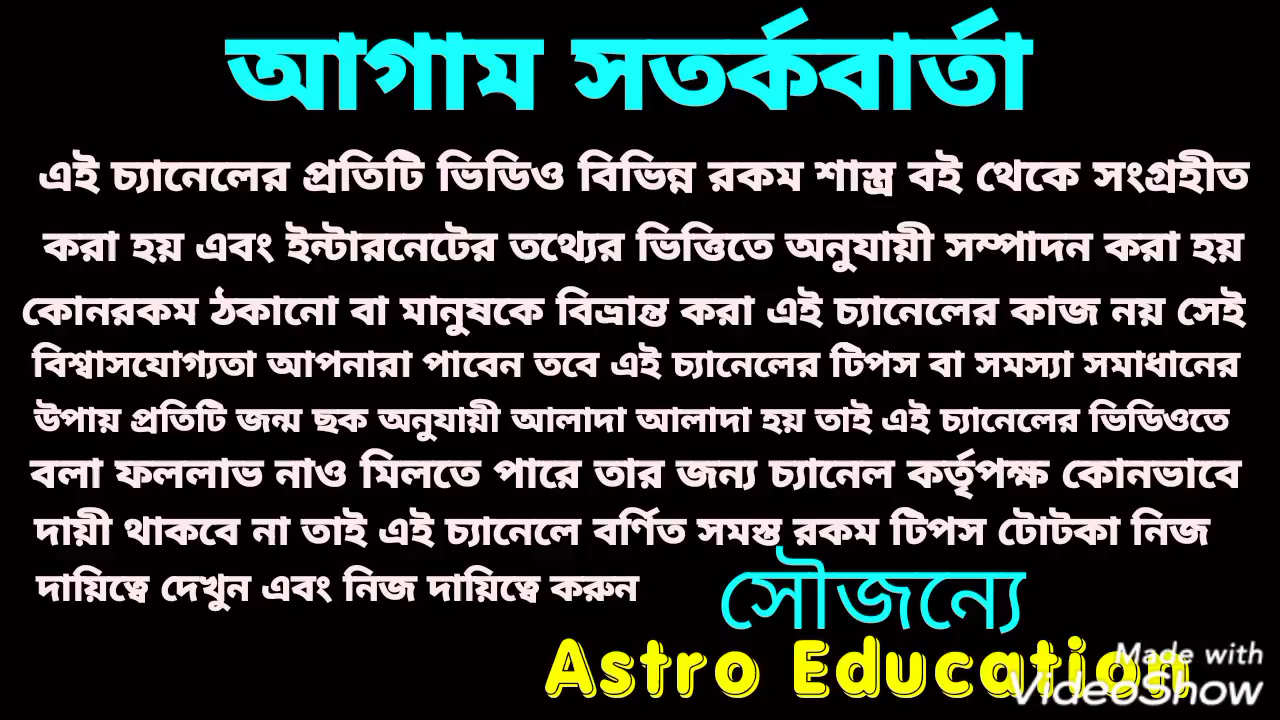 আগাম সতর্কবার্তা
এই চ্যানেলের প্রতিটি ভিডিও বিভিন্ন রকম শাস্ত্র বই থেকে সংগ্রহীত
করা হয় এবং ইন্টারনেটের তথ্যের ভিত্তিতে অনুযায়ী সম্পাদন করা হয়
কোনরকম ঠকানো বা মানুষকে বিভ্রান্ত করা এই চ্যানেলের কাজ নয় সেই
বিশ্বাসযোগ্যতা আপনারা পাবেন তবে এই চ্যানেলের টিপস বা সমস্যা সমাধানের
উপায় প্রতিটি জন্ম ছক অনুযায়ী আলাদা আলাদা হয় তাই এই চ্যানেলের ভিডিওতে
বলা ফললাভ নাও মিলতে পারে তার জন্য চ্যানেল কর্তৃপক্ষ কোনভাবে
দায়ী থাকবে না তাই এই চ্যানেলে বর্ণিত সমস্ত রকম টিপস টোটকা নিজ
দায়িত্বে দেখুন এবং নিজ দায়িত্বে করুন
সৌজন্যে
Astro Education
Made with
VideoShow